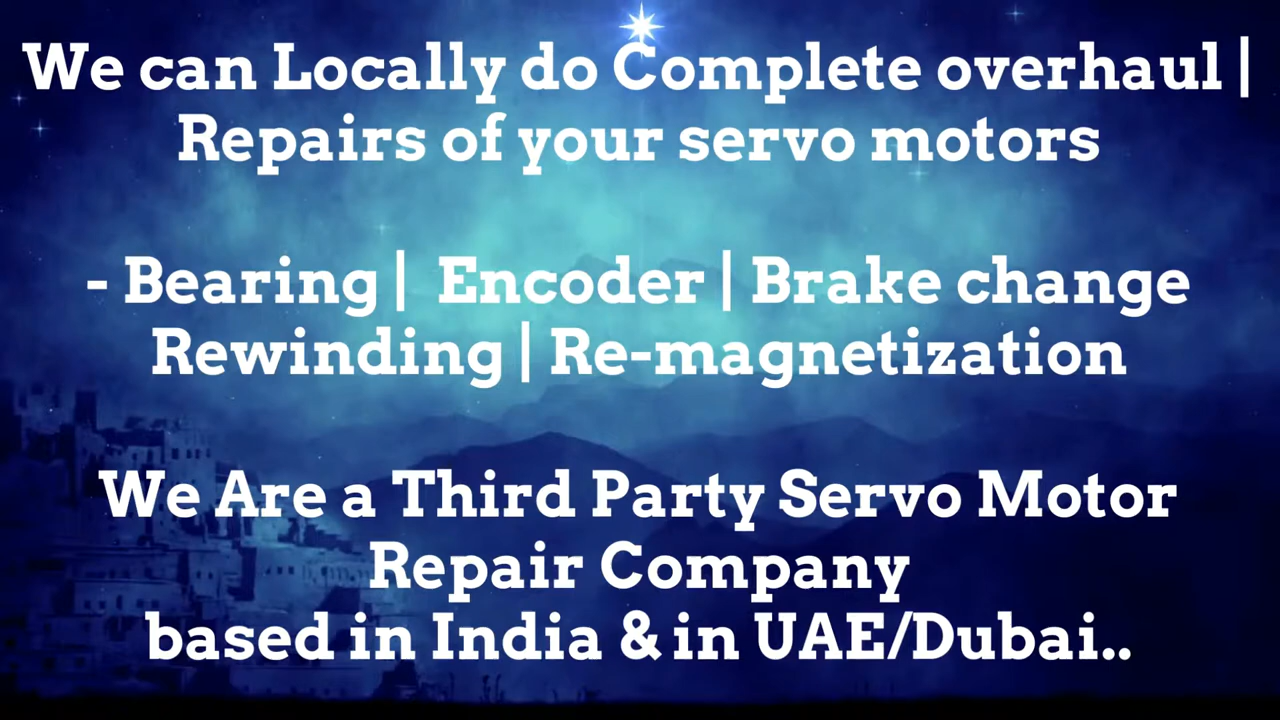 We can Locally do Complete overhaul |
Repairs of your servo motors
- Bearing | Encoder | Brake change
Rewinding | Re-magnetization
We Are a Third Party Servo Motor
Repair Company
based in India & in UAE/Dubai..